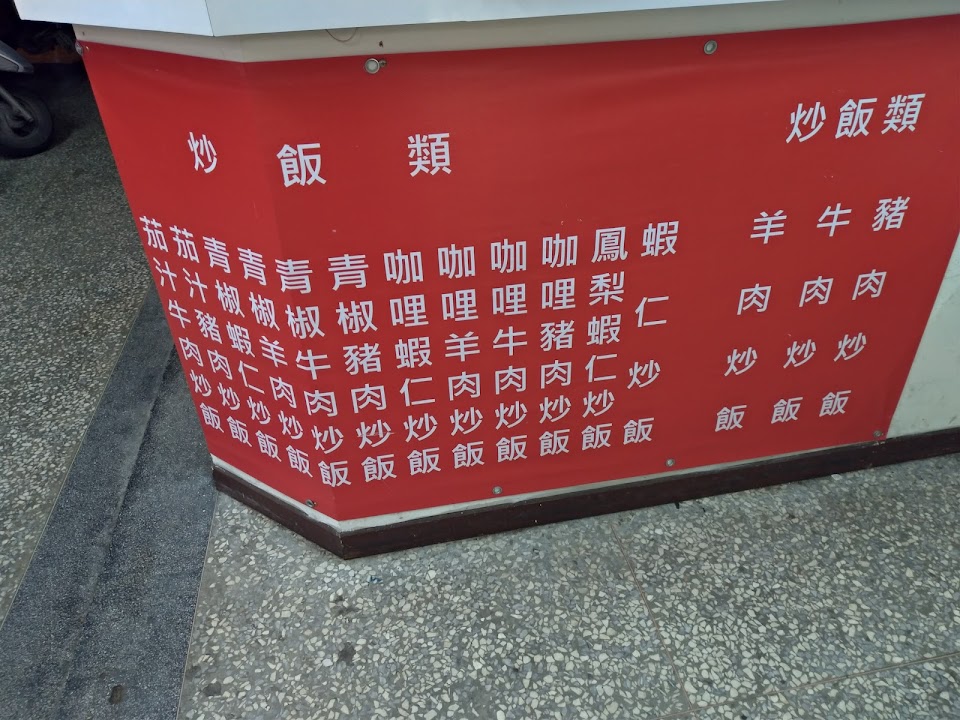 炒飯類
豬肉炒飯
牛肉炒飯
羊肉炒飯
炒飯類
蝦仁炒飯
鳳梨蝦仁炒飯
咖哩豬肉炒飯
咖哩牛肉炒飯
咖哩羊肉炒飯
咖哩蝦仁炒飯
青椒豬肉炒飯
青椒牛肉炒飯
青椒羊肉炒飯
青椒蝦仁炒飯
茄汁豬肉炒飯
茄汁牛肉炒飯